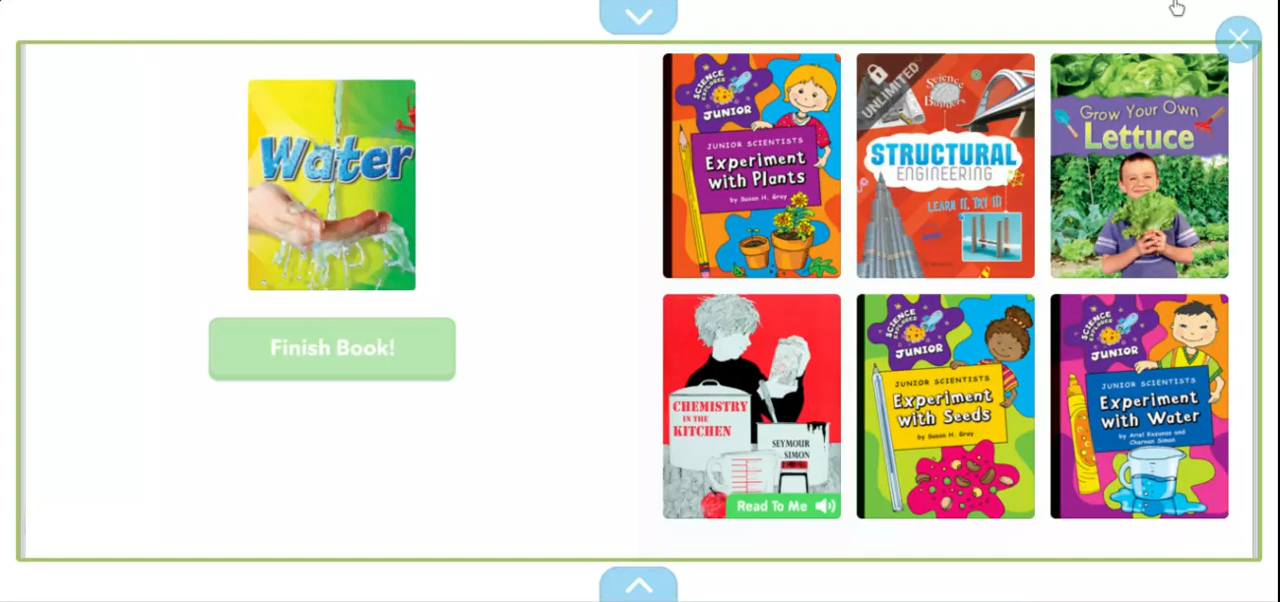 Water
Finish Book!
SCIENCE
EXPLORER
JUNIOR
JUNIOR SCIENTISTS
Experiment
with Plants
by Susan H. Gray
UNLIMITED
Science
Builders
STRUCTURAL
ENGINEERING
LEARN IT, TRY IT!
Grow Your Own
Lettuce
CHEMISTRY
IN THE
KITCHEN
SEYMOUR
SIMON
Read To Me
SCIENCE
EXPLORER
JUNIOR
JUNIOR SCIENTISTS
Experiment
with Seeds
by Susan H. Gray
SCIENCE
EXPLORER
JUNIOR
JUNIOR SCIENTISTS
Experiment
with Water
by Ariel Kazunas and
Charnan Simon